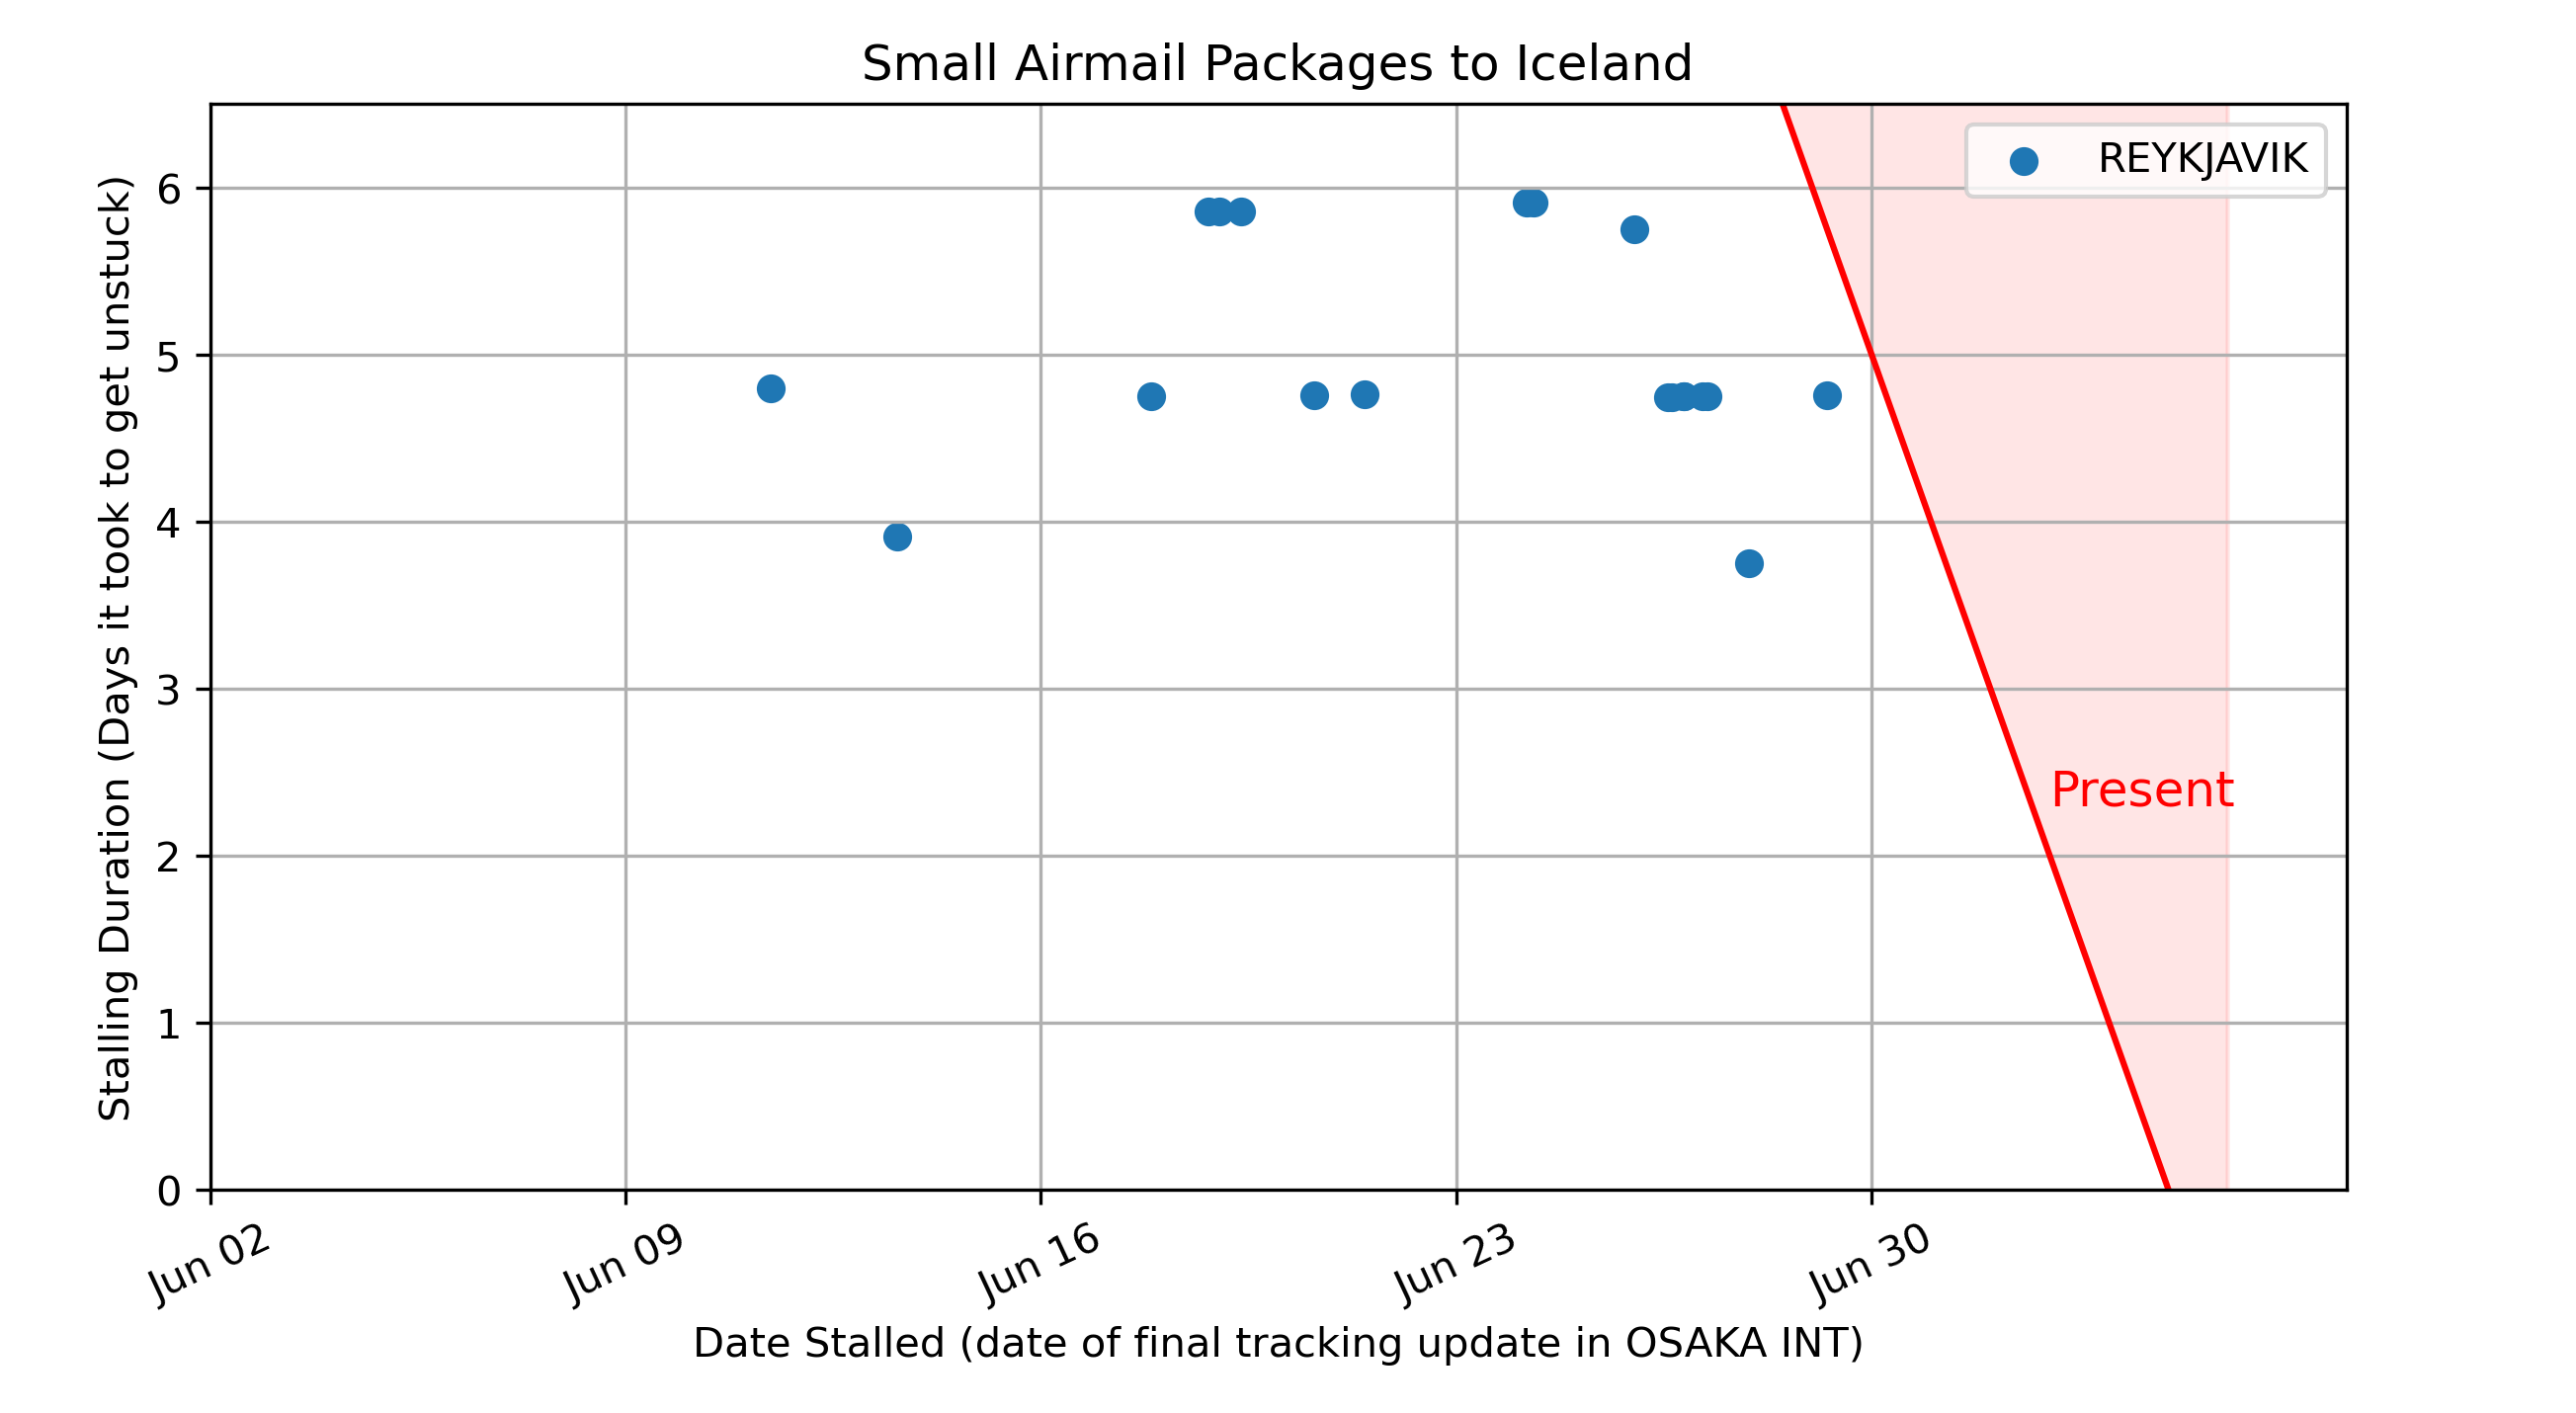 Small Airmail Packages to Iceland
REYKJAVIK
Stalling Duration (Days it took to get unstuck)
6
5
4
3
2
1
0
Present
Jun 02
Jun 09
Jun 16
Jun 23
Jun 30
Date Stalled (date of final tracking update in OSAKA INT)